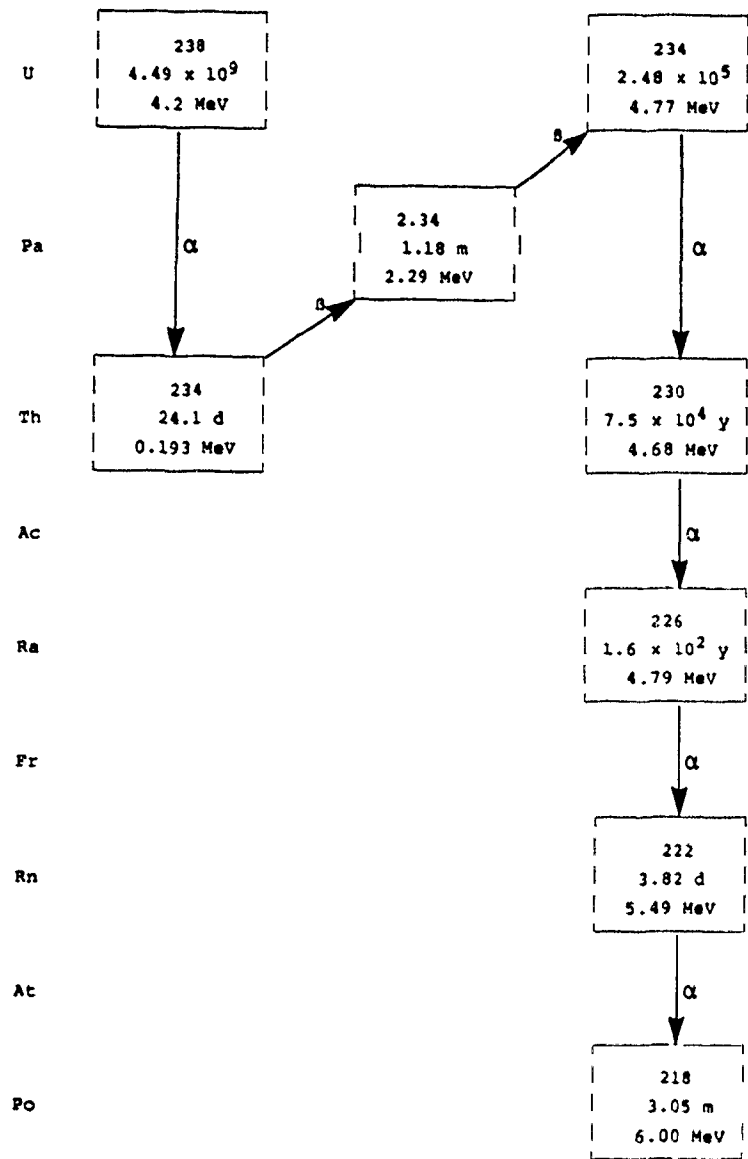 U
238
4.49 x 10⁹
4.2 MeV
234
2.48 x 10⁵
4.77 MeV
β
Pa
α
2.34
1.18 m
2.29 MeV
α
β
Th
234
24.1 d
0.193 MeV
230
7.5 x 10⁴ y
4.68 MeV
Ac
α
Ra
226
1.6 x 10² y
4.79 MeV
Fr
α
Rn
222
3.82 d
5.49 MeV
At
α
Po
218
3.05 m
6.00 MeV